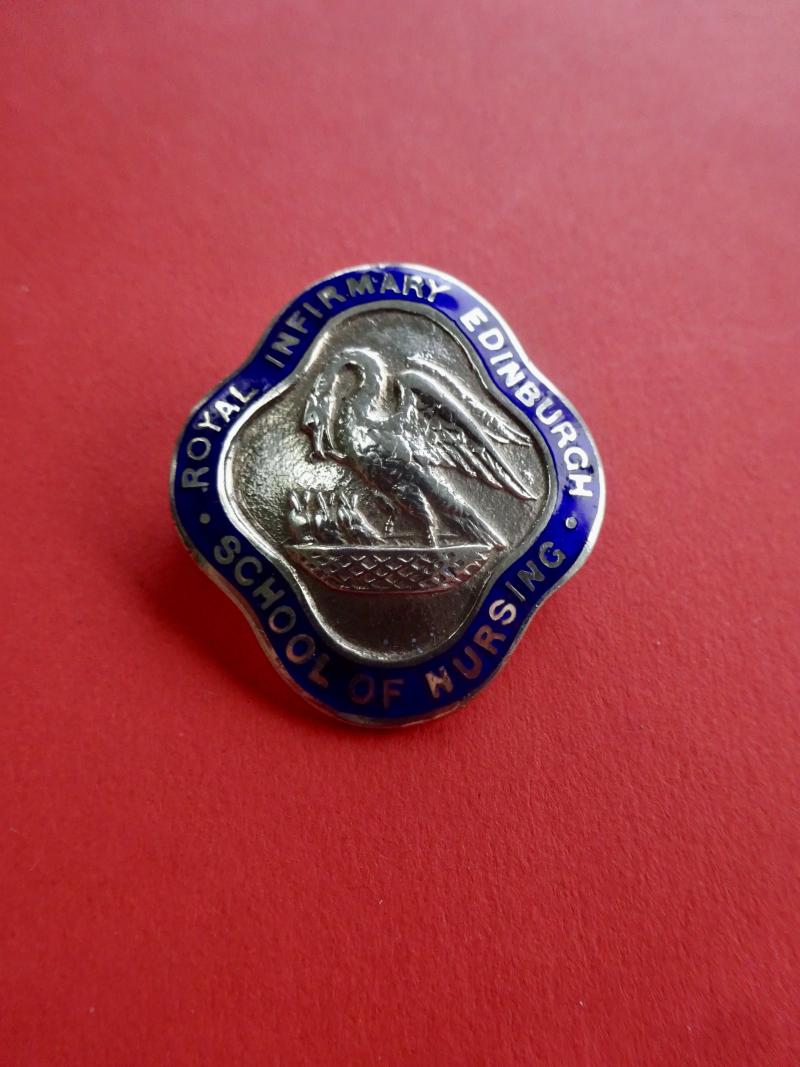 ROYAL INFIRMARY EDINBURGH
• SCHOOL OF NURSING •